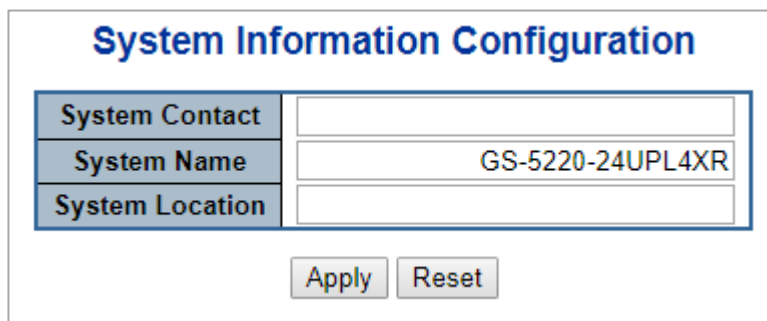 System Information Configuration
System Contact
System Name GS-5220-24UPL4XR
System Location
Apply Reset